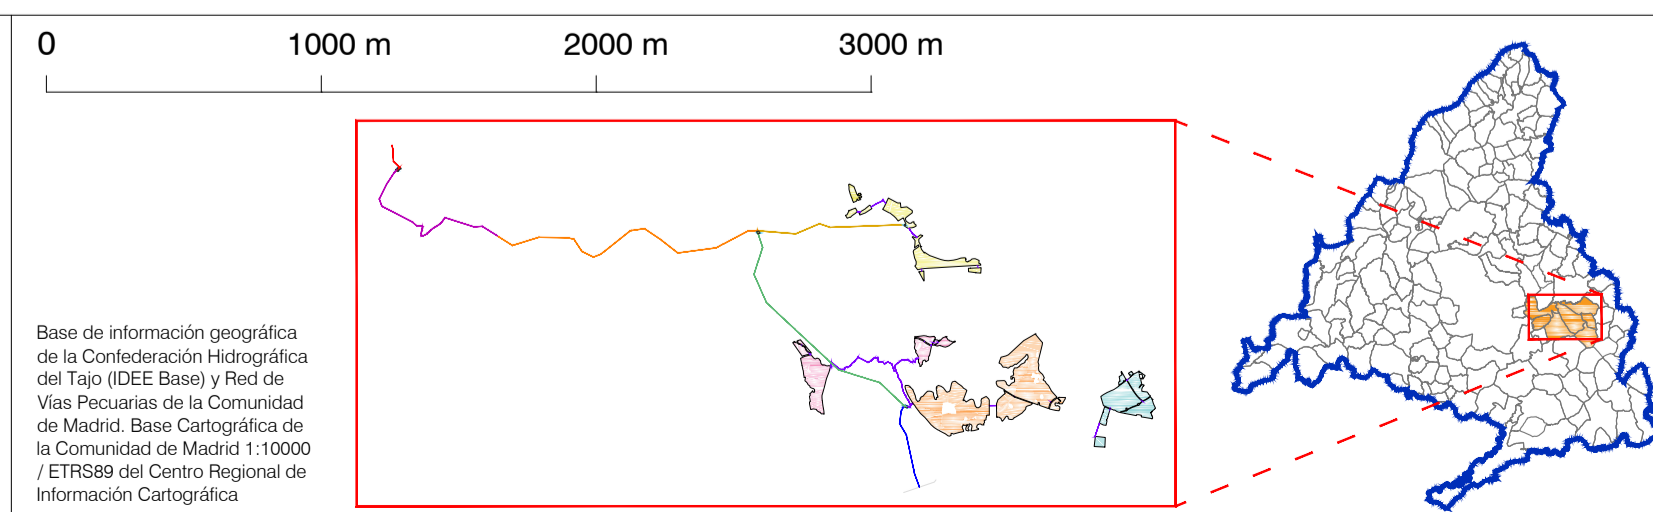 0 1000 m 2000 m 3000 m
Base de información geográfica
de la Confederación Hidrográfica
del Tajo (IDEE Base) y Red de
Vías Pecuarias de la Comunidad
de Madrid. Base Cartográfica de
la Comunidad de Madrid 1:10000
/ ETRS89 del Centro Regional de
Información Cartográfica